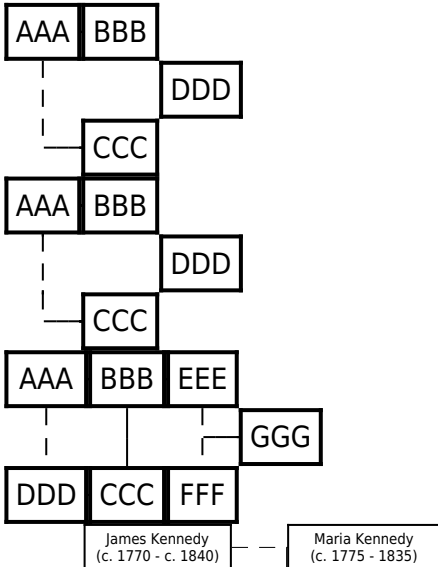 AAA BBB
DDD
CCC
AAA BBB
DDD
CCC
AAA BBB EEE
GGG
DDD CCC FFF
James Kennedy Maria Kennedy
(c. 1770 - c. 1840) (c. 1775 - 1835)